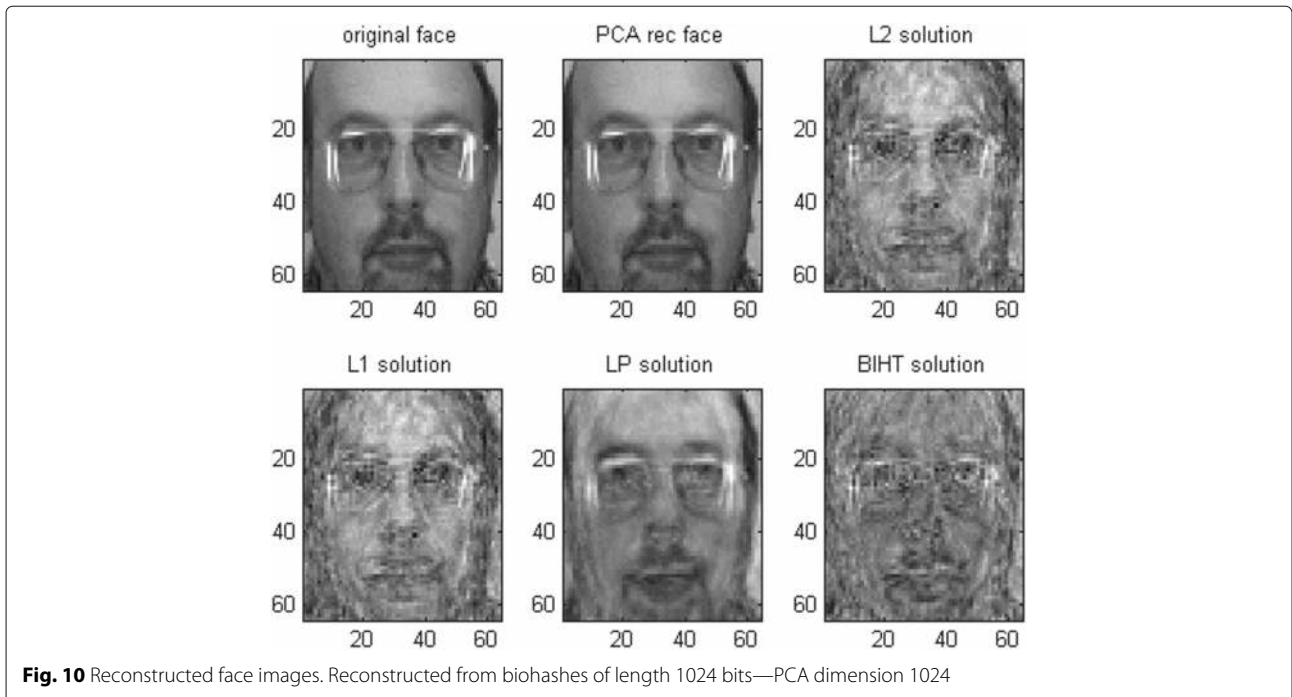 original face
PCA rec face
L2 solution
20
40
60
20 40 60
20
40
60
20 40 60
20
40
60
20 40 60
L1 solution
LP solution
BIHT solution
20
40
60
20 40 60
20
40
60
20 40 60
20
40
60
20 40 60
Fig. 10 Reconstructed face images. Reconstructed from biohashes of length 1024 bits—PCA dimension 1024